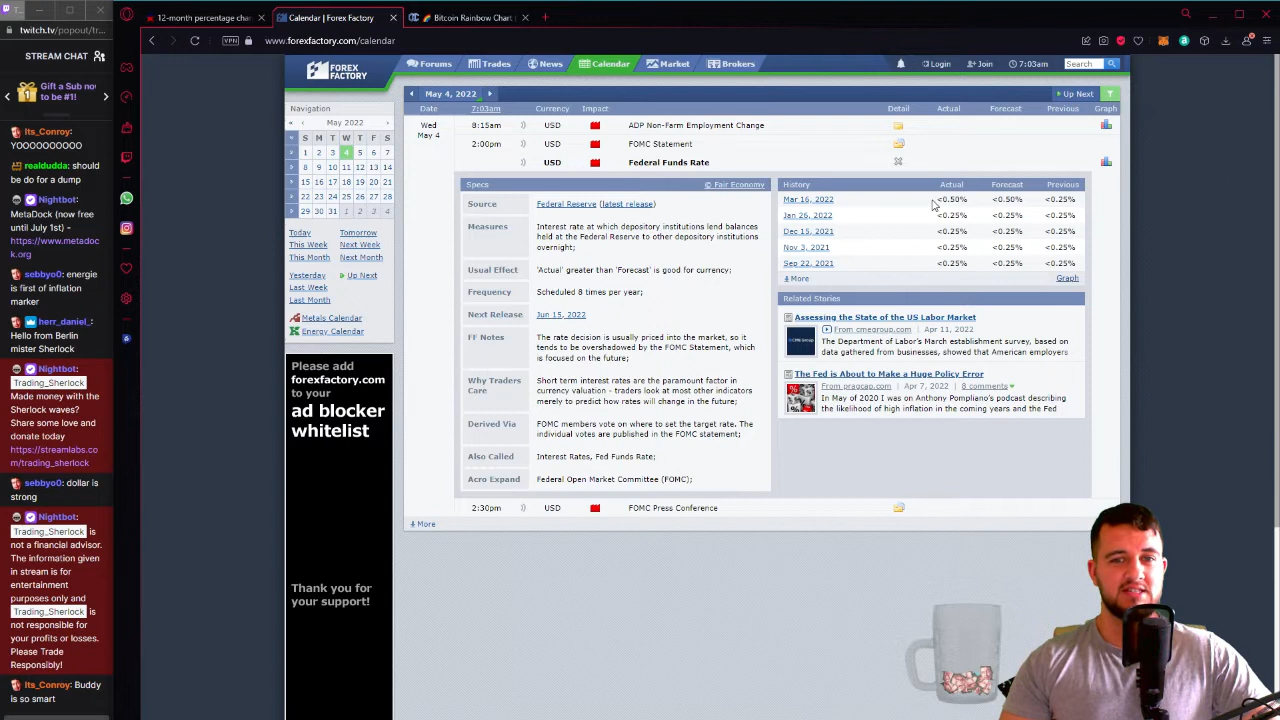 twitch.tv/popout/tr...
STREAM CHAT
Gift a Sub now
to be #1!
Its_Conroy:
YOOOOOOOOOO
realdudda: should
be do for a dump
Nightbot:
MetaDock (now free
until July 1st) -
https://www.metadoc
k.org
sebbyo0: energie
is first of inflation
marker
herr_daniel_:
Hello from Berlin
mister Sherlock
Nightbot:
Trading_Sherlock
Made money with the
Sherlock waves?
Share some love and
donate today
https://streamlabs.co
m/trading_sherlock
sebbyo0: dollar is
strong
Nightbot:
Trading_Sherlock is
not a financial advisor.
The information given
in stream is for
entertainment
purposes only and
Trading_Sherlock is
not responsible for
your profits or losses.
Please Trade
Responsibly!
Its_Conroy: Buddy
is so smart
12-month percentage cha
Calendar | Forex Factory
Bitcoin Rainbow Chart
VPN www.forexfactory.com/calendar
FOREX
FACTORY
Forums Trades News Calendar Market Brokers Login Join 7:03am Search
Navigation
May 2022
S M T W T F S
1 2 3 4 5 6 7
8 9 10 11 12 13 14
15 16 17 18 19 20 21
22 23 24 25 26 27 28
29 30 31 1 2 3 4
Today Tomorrow
This Week Next Week
This Month Next Month
Yesterday Up Next
Last Week
Last Month
Metals Calendar
Energy Calendar
Please add
forexfactory.com
to your
ad blocker
whitelist
Thank you for
your support!
May 4, 2022 Up Next
Date 7:03am Currency Impact Detail Actual Forecast Previous Graph
Wed
May 4
8:15am USD ADP Non-Farm Employment Change
2:00pm USD FOMC Statement
USD Federal Funds Rate
Specs © Fair Economy
Source Federal Reserve (latest release)
Measures Interest rate at which depository institutions lend balances
held at the Federal Reserve to other depository institutions
overnight;
Usual Effect 'Actual' greater than 'Forecast' is good for currency;
Frequency Scheduled 8 times per year;
Next Release Jun 15, 2022
FF Notes The rate decision is usually priced into the market, so it
tends to be overshadowed by the FOMC Statement, which
is focused on the future;
Why Traders
Care
Short term interest rates are the paramount factor in
currency valuation - traders look at most other indicators
merely to predict how rates will change in the future;
Derived Via FOMC members vote on where to set the target rate. The
individual votes are published in the FOMC statement;
Also Called Interest Rates, Fed Funds Rate;
Acro Expand Federal Open Market Committee (FOMC);
History Actual Forecast Previous
Mar 16, 2022 <0.50% <0.50% <0.25%
Jan 26, 2022 <0.25% <0.25% <0.25%
Dec 15, 2021 <0.25% <0.25% <0.25%
Nov 3, 2021 <0.25% <0.25% <0.25%
Sep 22, 2021 <0.25% <0.25% <0.25%
More Graph
Related Stories
Assessing the State of the US Labor Market
From cmegroup.com | Apr 11, 2022
The Department of Labor's March establishment survey, based on
data gathered from businesses, showed that American employers
The Fed is About to Make a Huge Policy Error
From pragcap.com | Apr 7, 2022 | 8 comments
In May of 2020 I was on Anthony Pompliano's podcast describing
the likelihood of high inflation in the coming years and the Fed
2:30pm USD FOMC Press Conference
More